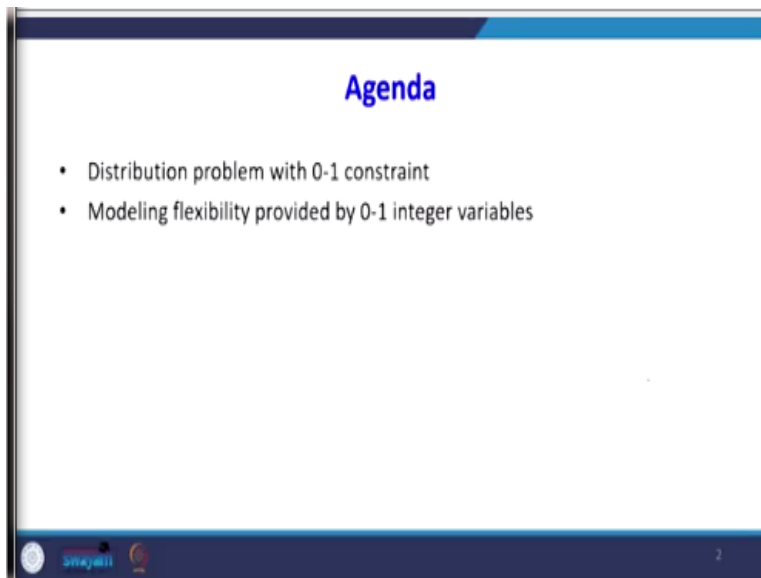 Agenda
• Distribution problem with 0-1 constraint
• Modeling flexibility provided by 0-1 integer variables
swayam
2